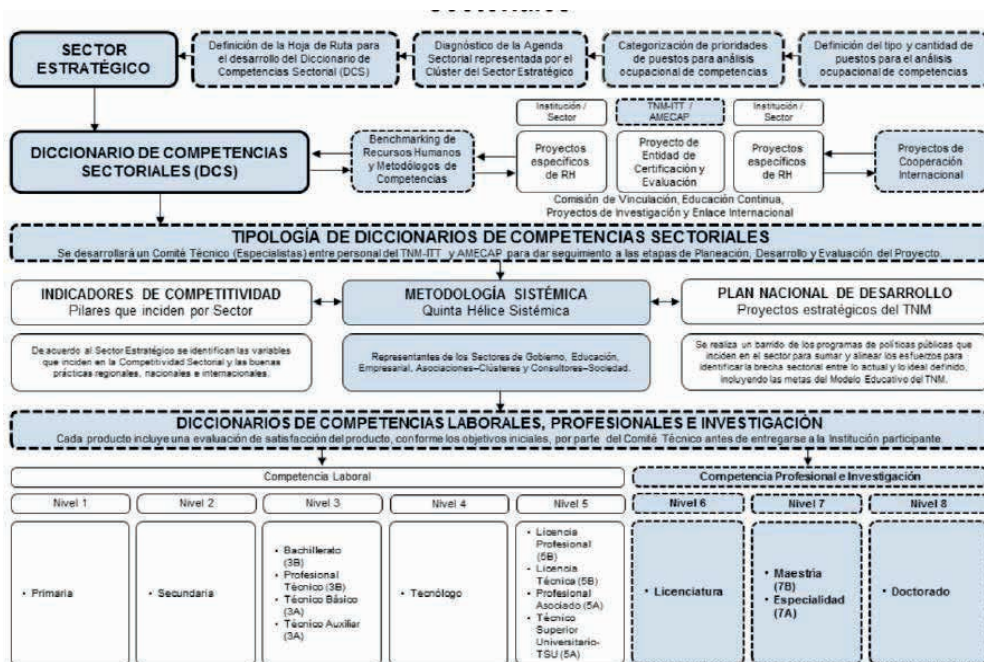 SECTOR
ESTRATÉGICO
Definición de la Hoja de Ruta para
el desarrollo del Diccionario de
Competencias Sectorial (DCS)
Diagnóstico de la Agenda
Sectorial representada por el
Clúster del Sector Estratégico
Categorización de prioridades
de puestos para análisis
ocupacional de competencias
Definición del tipo y cantidad de
puestos para el análisis
ocupacional de competencias
DICCIONARIO DE COMPETENCIAS
SECTORIALES (DCS)
Benchmarking de
Recursos Humanos
y Metodólogos de
Competencias
Institución /
Sector
Proyectos
específicos
de RH
TNM-ITT /
AMECAP
Proyecto de
Entidad de
Certificación y
Evaluación
Institución /
Sector
Proyectos
específicos
de RH
Proyectos de
Cooperación
Internacional
Comisión de Vinculación, Educación Continua,
Proyectos de Investigación y Enlace Internacional
TIPOLOGÍA DE DICCIONARIOS DE COMPETENCIAS SECTORIALES
Se desarrollará un Comité Técnico (Especialistas) entre personal del TNM-ITT y AMECAP para dar seguimiento a las etapas de Planeación, Desarrollo y Evaluación del Proyecto.
INDICADORES DE COMPETITIVIDAD
Pilares que inciden por Sector
METODOLOGÍA SISTÉMICA
Quinta Hélice Sistémica
PLAN NACIONAL DE DESARROLLO
Proyectos estratégicos del TNM
De acuerdo al Sector Estratégico se identifican las variables
que inciden en la Competitividad Sectorial y las buenas
prácticas regionales, nacionales e internacionales.
Representantes de los Sectores de Gobierno, Educación,
Empresarial, Asociaciones–Clústeres y Consultores–Sociedad.
Se realiza un barrido de los programas de políticas públicas que
inciden en el sector para sumar y alinear los esfuerzos para
identificar la brecha sectorial entre lo actual y lo ideal definido,
incluyendo las metas del Modelo Educativo del TNM.
DICCIONARIOS DE COMPETENCIAS LABORALES, PROFESIONALES E INVESTIGACIÓN
Cada producto incluye una evaluación de satisfacción del producto, conforme los objetivos iniciales, por parte del Comité Técnico antes de entregarse a la Institución participante.
Competencia Laboral
Competencia Profesional e Investigación
Nivel 1
Nivel 2
Nivel 3
Nivel 4
Nivel 5
Nivel 6
Nivel 7
Nivel 8
• Primaria
• Secundaria
• Bachillerato
(3B)
• Profesional
Técnico (3B)
• Técnico Básico
(3A)
• Técnico Auxiliar
(3A)
• Tecnólogo
• Licencia
Profesional
(5B)
• Licencia
Técnica (5B)
• Profesional
Asociado (5A)
• Técnico
Superior
Universitario-
TSU (5A)
• Licenciatura
• Maestría
(7B)
• Especialidad
(7A)
• Doctorado